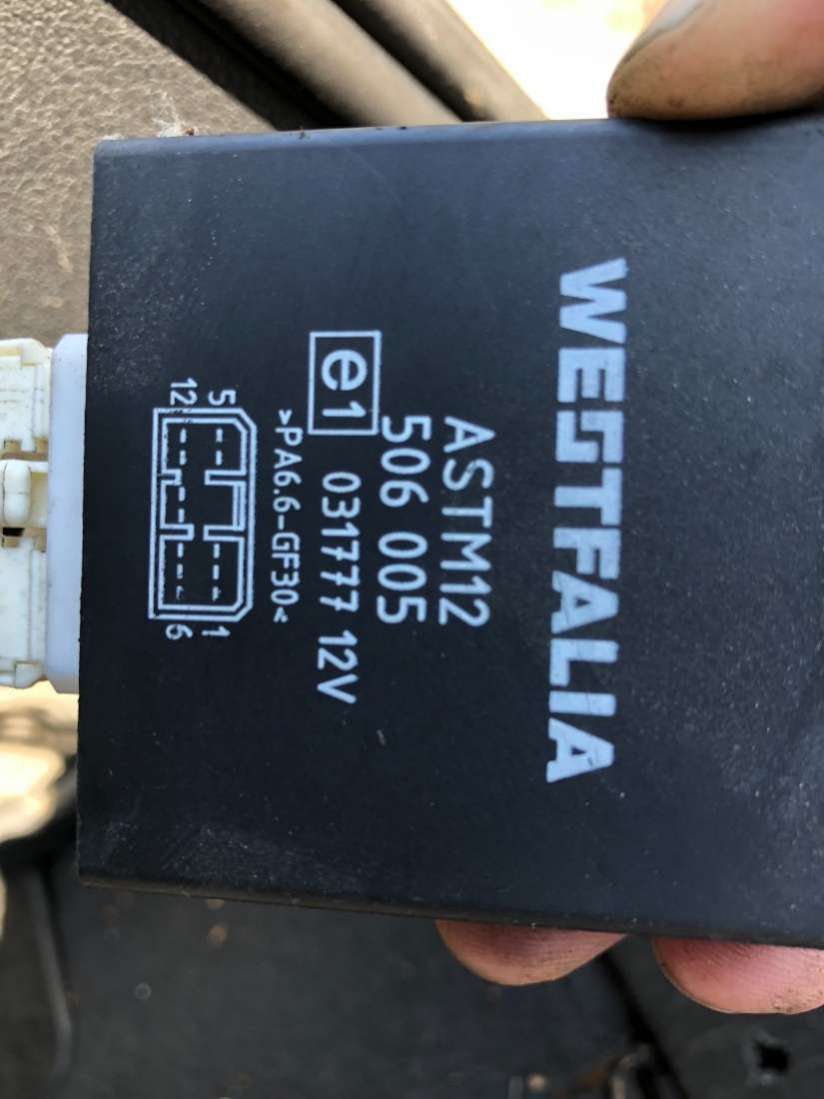 WESTFALIA
ASTM12
506 005
e1 031777 12V
>PA6.6-GF30<
5 1
12 6